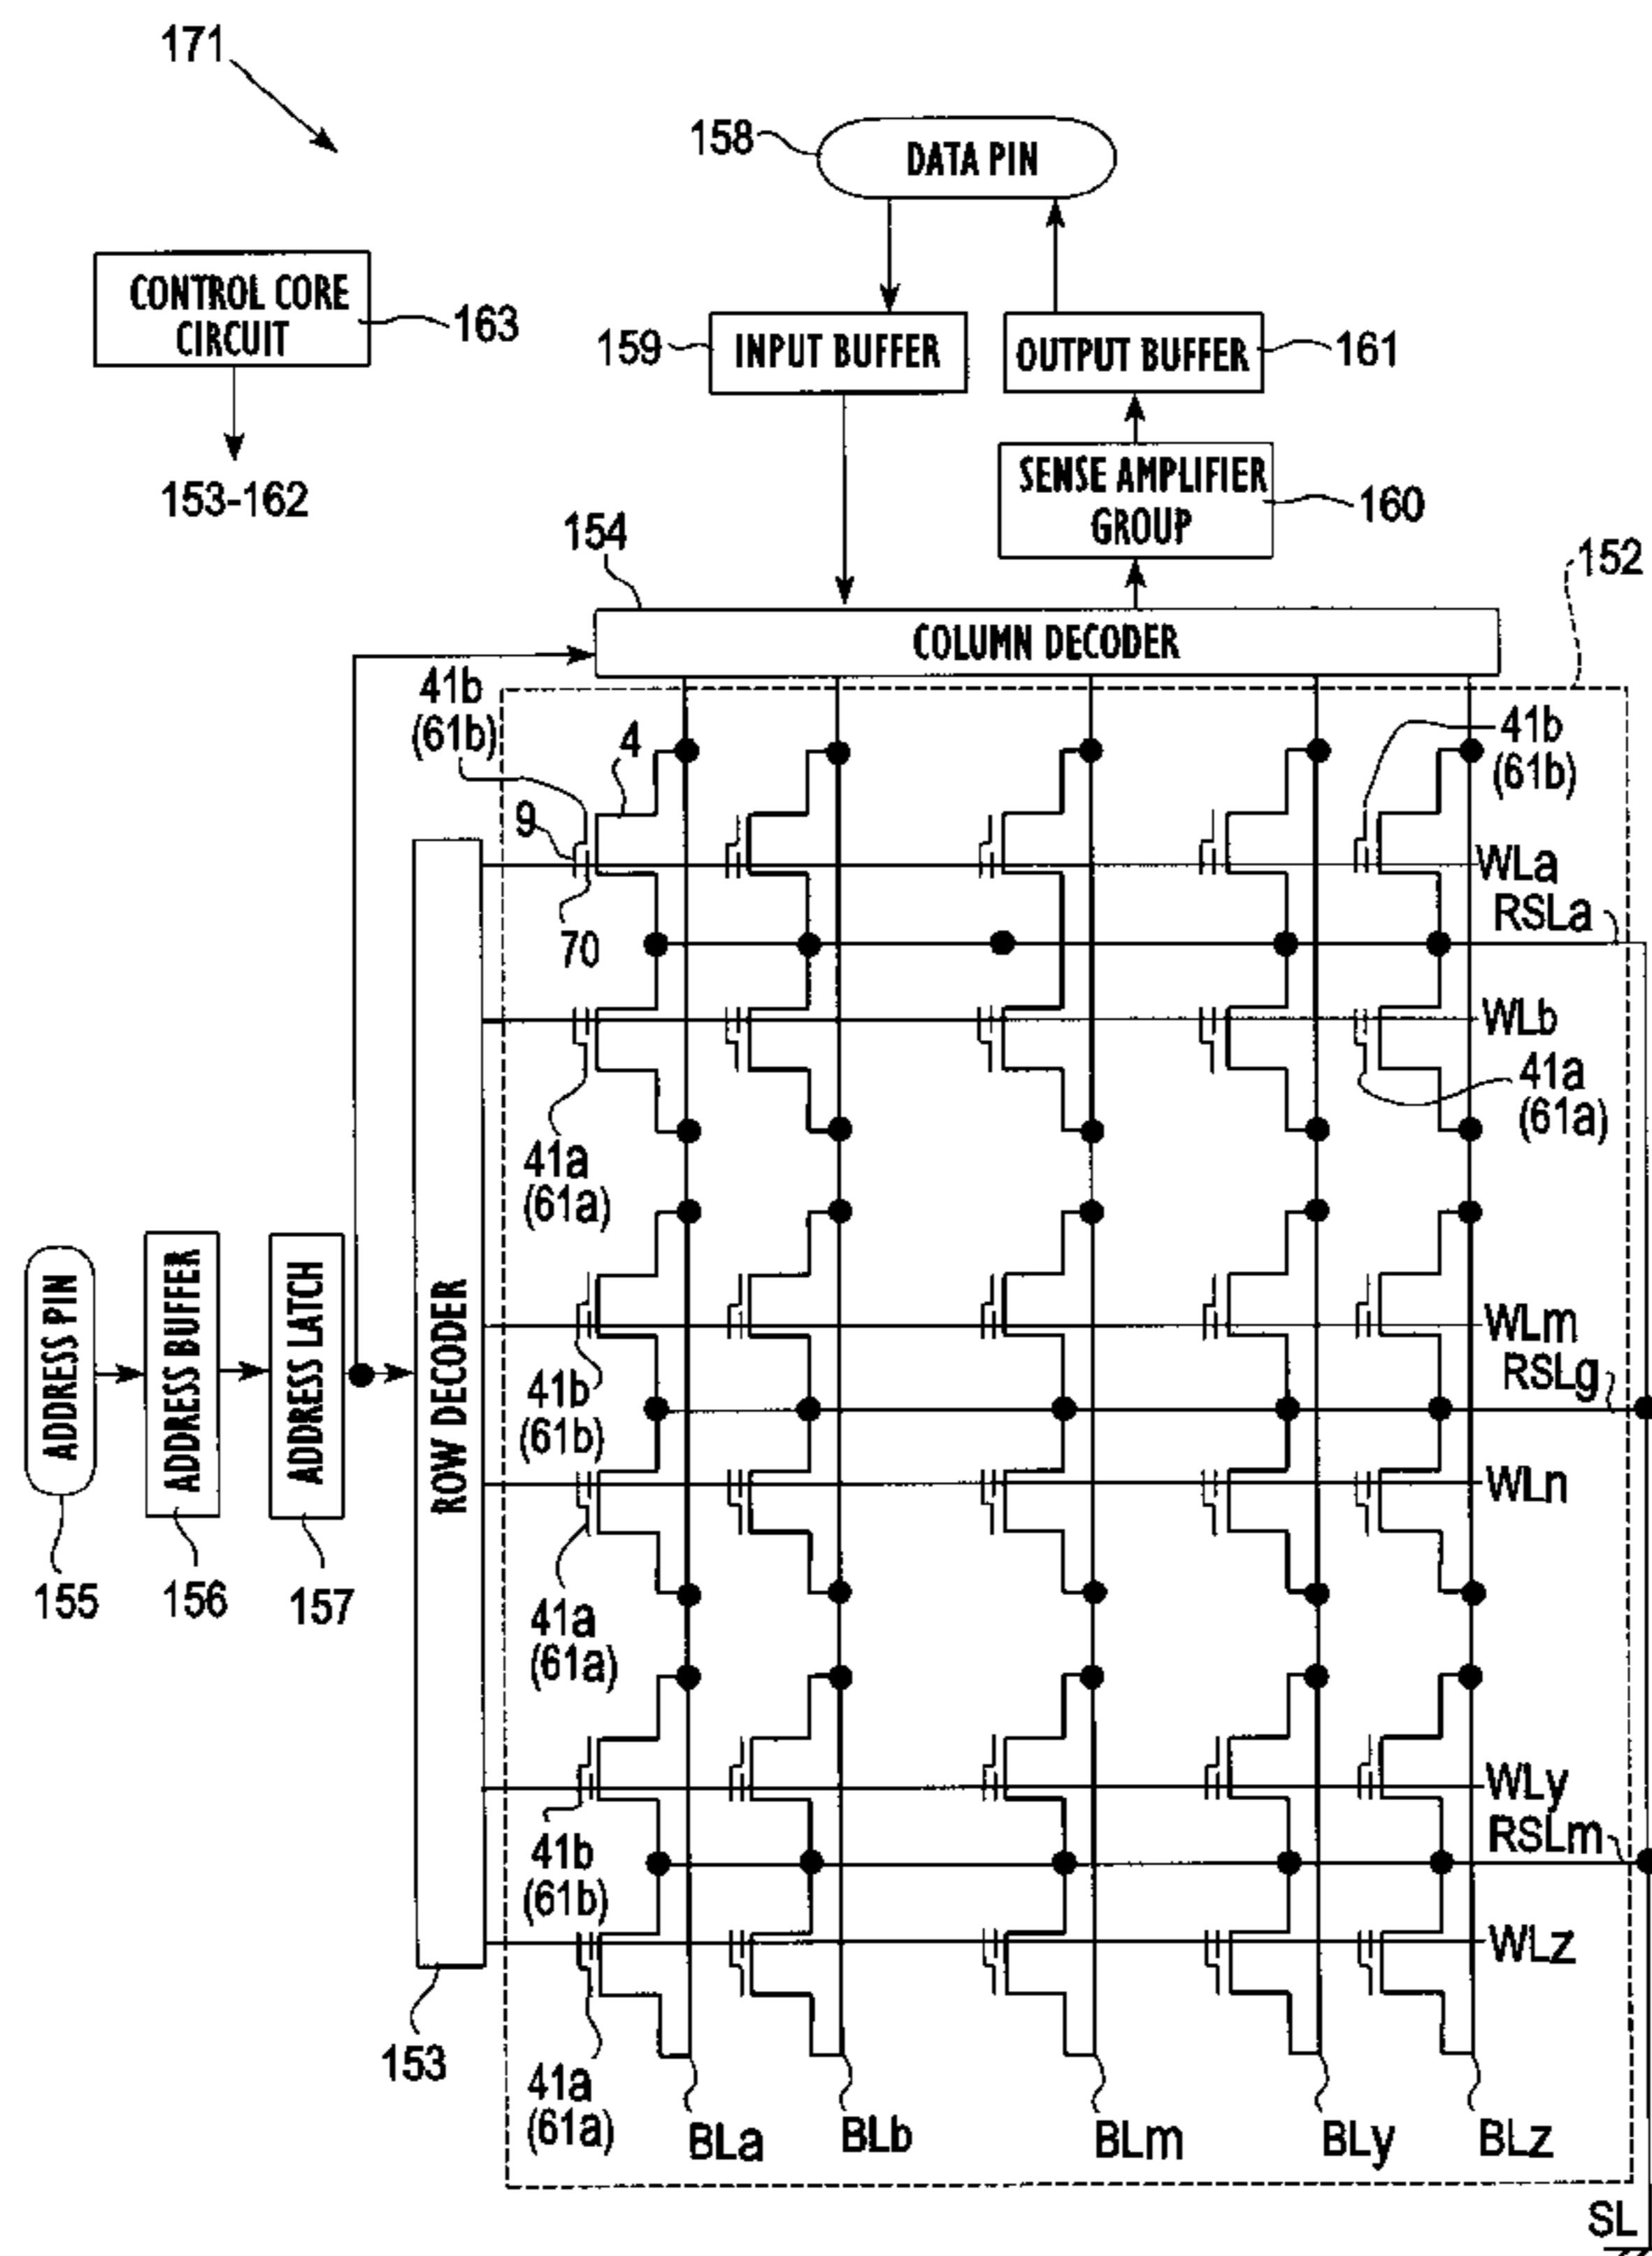 171
158
DATA PIN
CONTROL CORE
CIRCUIT
163
159
INPUT BUFFER
OUTPUT BUFFER
161
153-162
SENSE AMPLIFIER
GROUP
160
154
152
COLUMN DECODER
41b
(61b)
4
41b
(61b)
9
WLa
RSLa
70
WLb
41a
(61a)
41a
(61a)
ADDRESS PIN
ADDRESS BUFFER
ADDRESS LATCH
ROW DECODER
WLm
RSLg
41b
(61b)
WLn
155
156
157
41a
(61a)
WLy
RSLm
41b
(61b)
WLz
153
41a
(61a)
BLa
BLb
BLm
BLy
BLz
SL